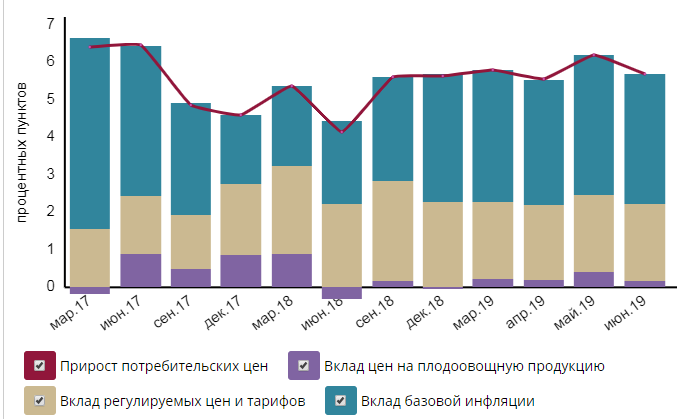 процентных пунктов
7
6
5
4
3
2
1
0
мар.17 июн.17 сен.17 дек.17 мар.18 июн.18 сен.18 дек.18 мар.19 апр.19 май.19 июн.19
Прирост потребительских цен Вклад цен на плодоовощную продукцию
Вклад регулируемых цен и тарифов Вклад базовой инфляции